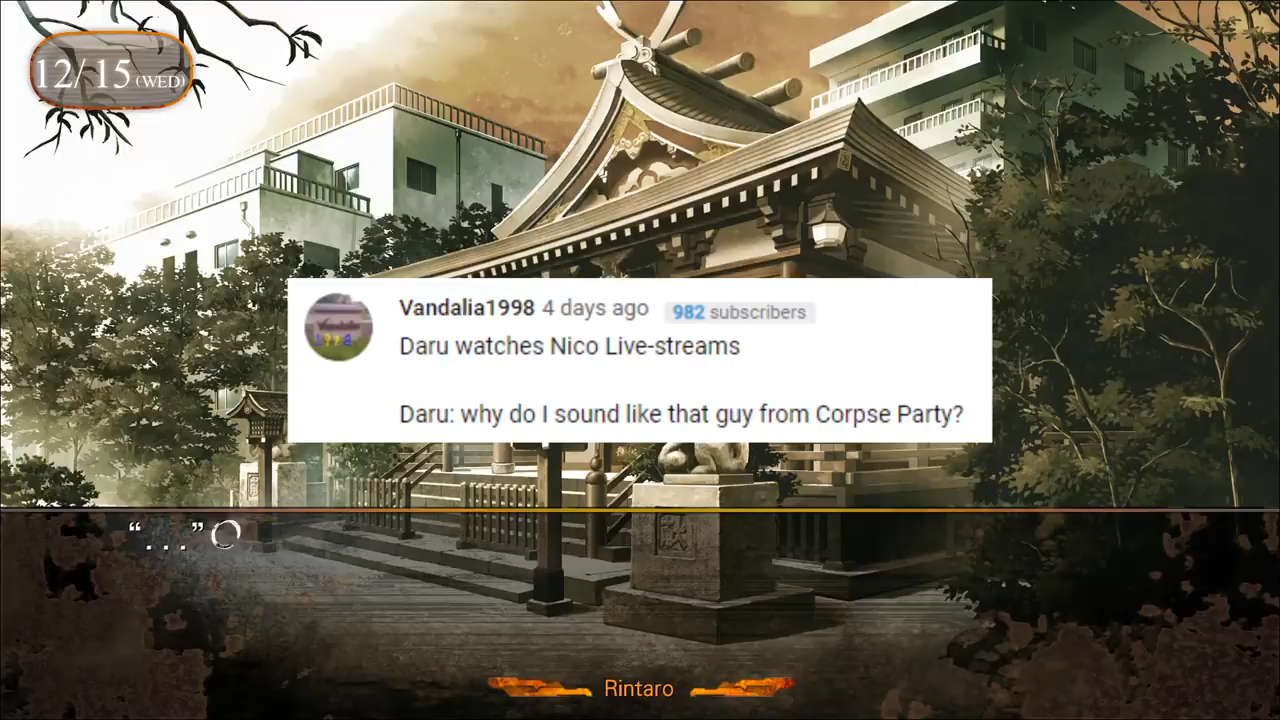 12/15 (WED)
Vandalia1998 4 days ago 982 subscribers
Daru watches Nico Live-streams
Daru: why do I sound like that guy from Corpse Party?
“...”
Rintaro